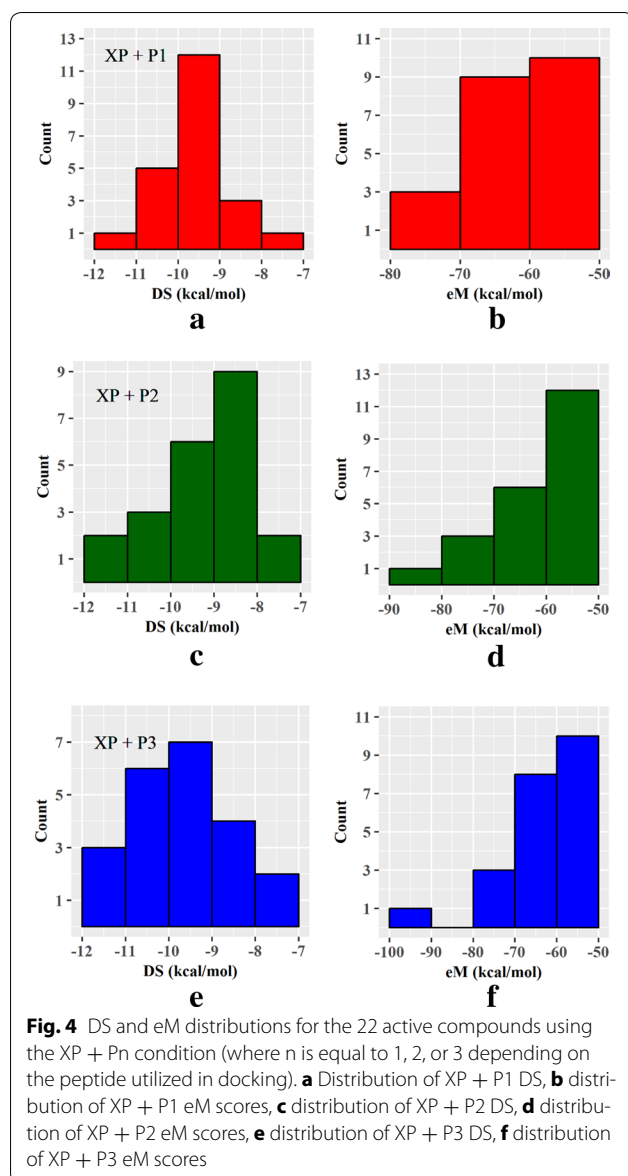 13
11
9
7
5
3
1
Count
XP + P1
-12 -11 -10 -9 -8 -7
DS (kcal/mol)
a
9
6
3
1
Count
-80 -70 -60 -50
eM (kcal/mol)
b
9
7
5
3
1
Count
XP + P2
-12 -11 -10 -9 -8 -7
DS (kcal/mol)
c
13
11
9
7
5
3
1
Count
-90 -80 -70 -60 -50
eM (kcal/mol)
d
7
5
3
1
Count
XP + P3
-12 -11 -10 -9 -8 -7
DS (kcal/mol)
e
11
9
7
5
3
1
Count
-100 -90 -80 -70 -60 -50
eM (kcal/mol)
f
Fig. 4 DS and eM distributions for the 22 active compounds using
the XP + Pn condition (where n is equal to 1, 2, or 3 depending on
the peptide utilized in docking). a Distribution of XP + P1 DS, b distri-
bution of XP + P1 eM scores, c distribution of XP + P2 DS, d distribu-
tion of XP + P2 eM scores, e distribution of XP + P3 DS, f distribution
of XP + P3 eM scores